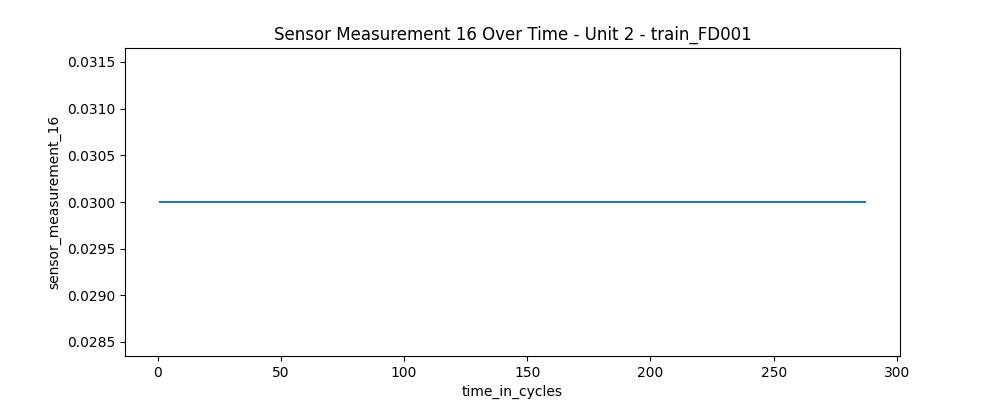 Sensor Measurement 16 Over Time - Unit 2 - train_FD001
0.0315
0.0310
0.0305
0.0300
0.0295
0.0290
0.0285
sensor_measurement_16
0 50 100 150 200 250 300
time_in_cycles